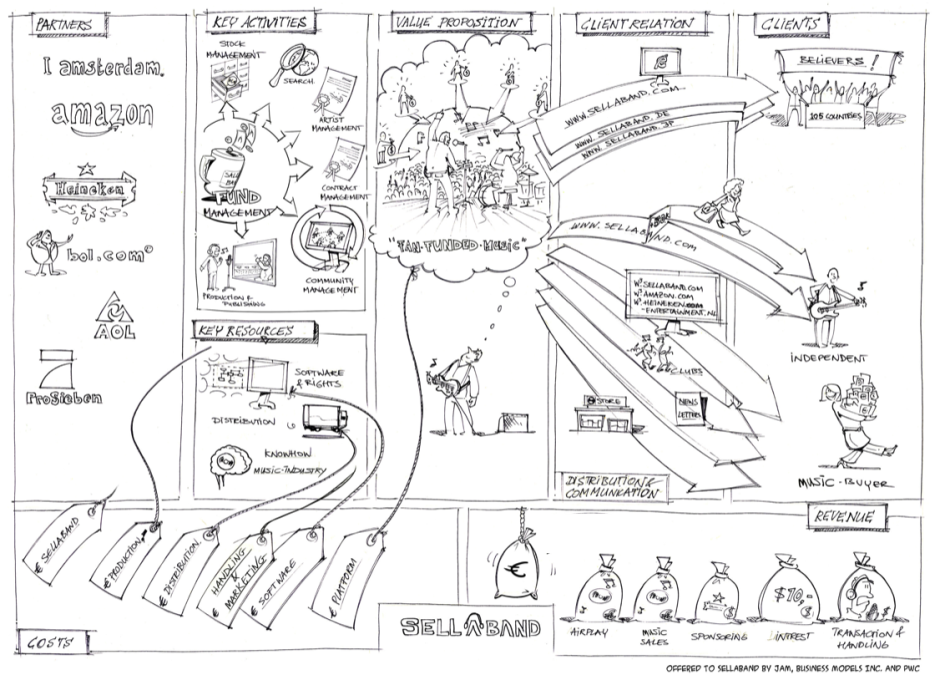 PARTNERS
I amsterdam.
amazon
Heineken
bol.com©
AOL
ProSieben
KEY ACTIVITIES
STOCK
MANAGEMENT
SEARCH
ARTIST
MANAGEMENT
FUND
MANAGEMENT
CONTRACT
MANAGEMENT
COMMUNITY
MANAGEMENT
PRODUCTION &
PUBLISHING
KEY RESOURCES
SOFTWARE
& RIGHTS
DISTRIBUTION
KNOWHOW
MUSIC-INDUSTRY
VALUE PROPOSITION
"FAN·FUNDED·MUSIC"
CLIENT RELATION
WWW.SELLABAND.COM
WWW.SELLABAND.DE
WWW.SELLABAND.JP
WWW.SELLABAND.COM
W³.SELLABAND.COM
W³.AMAZON.COM
W³.HEINEKEN.COM
-ENTERTAINMENT.NL
CLUBS
STORE
NEWS
LETTERS
DISTRIBUTION &
COMMUNICATION
CLIENTS
BELIEVERS!
105 COUNTRIES
INDEPENDENT
MUSIC·BUYER
€ SELLABAND
€ PRODUCTION
€ DISTRIBUTION
HANDLING
&
€ MARKETING
€ SOFTWARE
€ PLATFORM
COSTS
€
SELLABAND
REVENUE
$10,-
AIRPLAY
MUSIC
SALES
SPONSORING
INTREST
TRANSACTION &
HANDLING
OFFERED TO SELLABAND BY JAM, BUSINESS MODELS INC. AND PWC